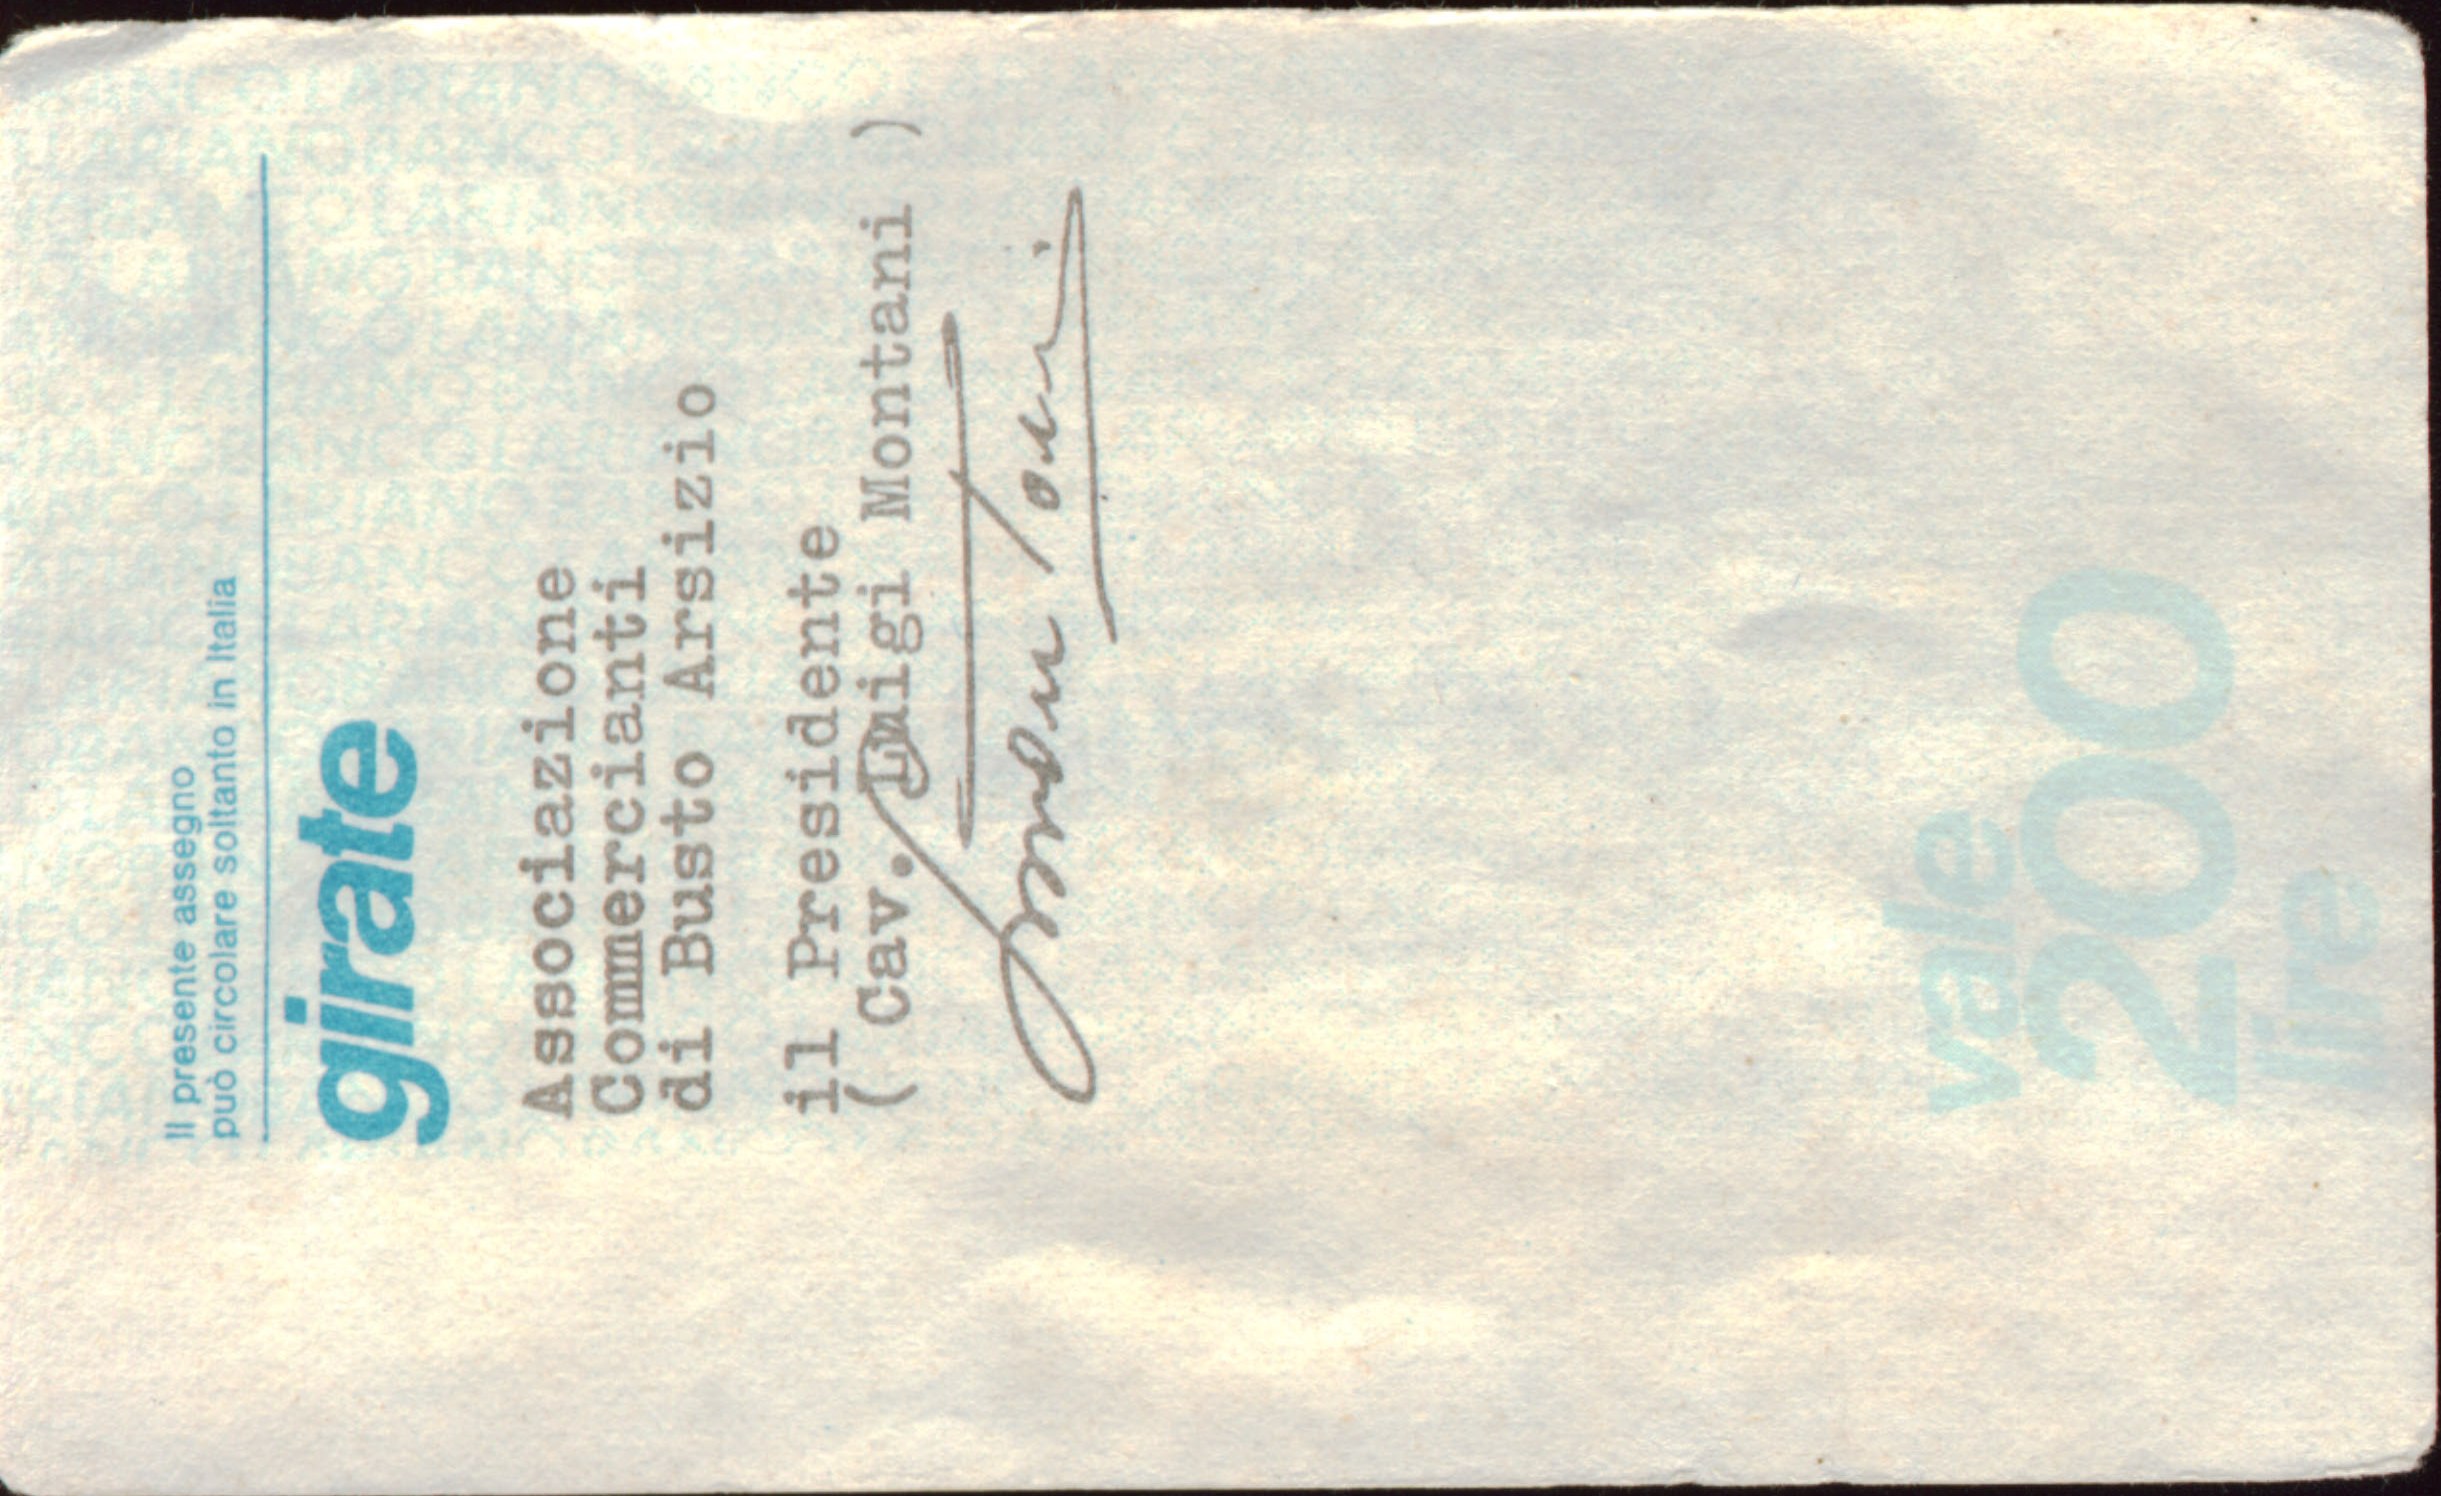 Il presente assegno
può circolare soltanto in Italia
girate
Associazione
Commercianti
di Busto Arsizio
il Presidente
( Cav. Luigi Montani )
vale
200
lire